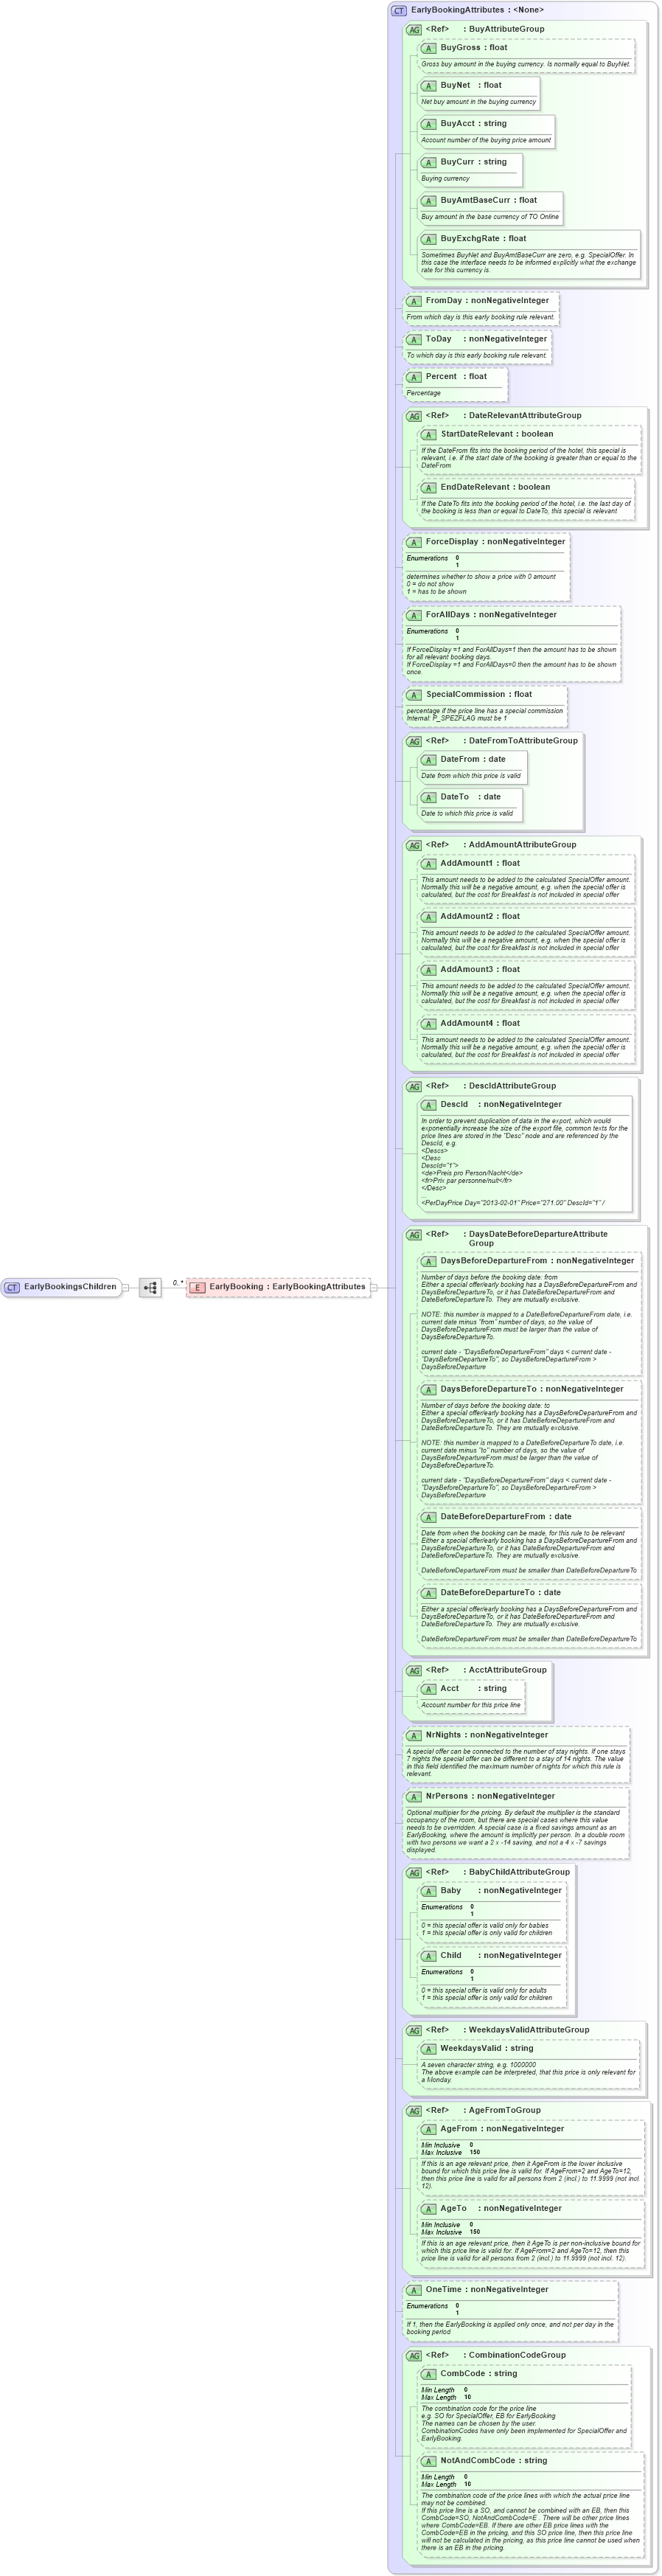 CT EarlyBookingAttributes : <None>
AG <Ref> : BuyAttributeGroup
A BuyGross : float
Gross buy amount in the buying currency. Is normally equal to BuyNet.
A BuyNet : float
Net buy amount in the buying currency
A BuyAcct : string
Account number of the buying price amount
A BuyCurr : string
Buying currency
A BuyAmtBaseCurr : float
Buy amount in the base currency of TO Online
A BuyExchgRate : float
Sometimes BuyNet and BuyAmtBaseCurr are zero, e.g. SpecialOffer. In
this case the interface needs to be informed explicitly what the exchange
rate for this currency is.
A FromDay : nonNegativeInteger
From which day is this early booking rule relevant.
A ToDay : nonNegativeInteger
To which day is this early booking rule relevant.
A Percent : float
Percentage
AG <Ref> : DateRelevantAttributeGroup
A StartDateRelevant : boolean
If the DateFrom fits into the booking period of the hotel, this special is
relevant, i.e. if the start date of the booking is greater than or equal to the
DateFrom
A EndDateRelevant : boolean
If the DateTo fits into the booking period of the hotel, i.e. the last day of
the booking is less than or equal to DateTo, this special is relevant
A ForceDisplay : nonNegativeInteger
Enumerations 0
1
determines whether to show a price with 0 amount
0 = do not show
1 = has to be shown
A ForAllDays : nonNegativeInteger
Enumerations 0
1
If ForceDisplay =1 and ForAllDays=1 then the amount has to be shown
for all relevant booking days.
If ForceDisplay =1 and ForAllDays=0 then the amount has to be shown
once.
A SpecialCommission : float
percentage if the price line has a special commission
Internal: P_SPEZFLAG must be 1
AG <Ref> : DateFromToAttributeGroup
A DateFrom : date
Date from which this price is valid
A DateTo : date
Date to which this price is valid
AG <Ref> : AddAmountAttributeGroup
A AddAmount1 : float
This amount needs to be added to the calculated SpecialOffer amount.
Normally this will be a negative amount, e.g. when the special offer is
calculated, but the cost for Breakfast is not included in special offer
A AddAmount2 : float
This amount needs to be added to the calculated SpecialOffer amount.
Normally this will be a negative amount, e.g. when the special offer is
calculated, but the cost for Breakfast is not included in special offer
A AddAmount3 : float
This amount needs to be added to the calculated SpecialOffer amount.
Normally this will be a negative amount, e.g. when the special offer is
calculated, but the cost for Breakfast is not included in special offer
A AddAmount4 : float
This amount needs to be added to the calculated SpecialOffer amount.
Normally this will be a negative amount, e.g. when the special offer is
calculated, but the cost for Breakfast is not included in special offer
AG <Ref> : DescIdAttributeGroup
A DescId : nonNegativeInteger
In order to prevent duplication of data in the export, which would
exponentially increase the size of the export file, common texts for the
price lines are stored in the "Desc" node and are referenced by the
DescId, e.g.
<Descs>
<Desc
DescId="1">
<de>Preis pro Person/Nacht</de>
<fr>Prix par personne/nuit</fr>
</Desc>
...
<PerDayPrice Day="2013-02-01" Price="271.00" DescId="1" /
AG <Ref> : DaysDateBeforeDepartureAttribute
Group
A DaysBeforeDepartureFrom : nonNegativeInteger
Number of days before the booking date: from
Either a special offer/early booking has a DaysBeforeDepartureFrom and
DaysBeforeDepartureTo, or it has DateBeforeDepartureFrom and
DateBeforeDepartureTo. They are mutually exclusive.
NOTE: this number is mapped to a DateBeforeDepartureFrom date, i.e.
current date minus "from" number of days, so the value of
DaysBeforeDepartureFrom must be larger than the value of
DaysBeforeDepartureTo.
current date - "DaysBeforeDepartureFrom" days < current date -
"DaysBeforeDepartureTo", so DaysBeforeDepartureFrom >
DaysBeforeDeparture
CT EarlyBookingsChildren
0..*
E EarlyBooking : EarlyBookingAttributes
A DaysBeforeDepartureTo : nonNegativeInteger
Number of days before the booking date: to
Either a special offer/early booking has a DaysBeforeDepartureFrom and
DaysBeforeDepartureTo, or it has DateBeforeDepartureFrom and
DateBeforeDepartureTo. They are mutually exclusive.
NOTE: this number is mapped to a DateBeforeDepartureTo date, i.e.
current date minus "to" number of days, so the value of
DaysBeforeDepartureFrom must be larger than the value of
DaysBeforeDepartureTo.
current date - "DaysBeforeDepartureFrom" days < current date -
"DaysBeforeDepartureTo", so DaysBeforeDepartureFrom >
DaysBeforeDeparture
A DateBeforeDepartureFrom : date
Date from when the booking can be made, for this rule to be relevant
Either a special offer/early booking has a DaysBeforeDepartureFrom and
DaysBeforeDepartureTo, or it has DateBeforeDepartureFrom and
DateBeforeDepartureTo. They are mutually exclusive.
DateBeforeDepartureFrom must be smaller than DateBeforeDepartureTo
A DateBeforeDepartureTo : date
Either a special offer/early booking has a DaysBeforeDepartureFrom and
DaysBeforeDepartureTo, or it has DateBeforeDepartureFrom and
DateBeforeDepartureTo. They are mutually exclusive.
DateBeforeDepartureFrom must be smaller than DateBeforeDepartureTo
AG <Ref> : AcctAttributeGroup
A Acct : string
Account number for this price line
A NrNights : nonNegativeInteger
A special offer can be connected to the number of stay nights. If one stays
7 nights the special offer can be different to a stay of 14 nights. The value
in this field identified the maximum number of nights for which this rule is
relevant.
A NrPersons : nonNegativeInteger
Optional multipier for the pricing. By default the multiplier is the standard
occupancy of the room, but there are special cases where this value
needs to be overridden. A special case is a fixed savings amount as an
EarlyBooking, where the amount is implicitly per person. In a double room
with two persons we want a 2 x -14 saving, and not a 4 x -7 savings
displayed.
AG <Ref> : BabyChildAttributeGroup
A Baby : nonNegativeInteger
Enumerations 0
1
0 = this special offer is valid only for babies
1 = this special offer is only valid for children
A Child : nonNegativeInteger
Enumerations 0
1
0 = this special offer is valid only for adults
1 = this special offer is only valid for children
AG <Ref> : WeekdaysValidAttributeGroup
A WeekdaysValid : string
A seven character string, e.g. 1000000
The above example can be interpreted, that this price is only relevant for
a Monday.
AG <Ref> : AgeFromToGroup
A AgeFrom : nonNegativeInteger
Min Inclusive 0
Max Inclusive 150
If this is an age relevant price, then it AgeFrom is the lower inclusive
bound for which this price line is valid for. If AgeFrom=2 and AgeTo=12,
then this price line is valid for all persons from 2 (incl.) to 11.9999 (not incl.
12).
A AgeTo : nonNegativeInteger
Min Inclusive 0
Max Inclusive 150
If this is an age relevant price, then it AgeTo is per non-inclusive bound for
which this price line is valid for. If AgeFrom=2 and AgeTo=12, then this
price line is valid for all persons from 2 (incl.) to 11.9999 (not incl. 12).
A OneTime : nonNegativeInteger
Enumerations 0
1
If 1, then the EarlyBooking is applied only once, and not per day in the
booking period
AG <Ref> : CombinationCodeGroup
A CombCode : string
Min Length 0
Max Length 10
The combination code for the price line
e.g. SO for SpecialOffer, EB for EarlyBooking
The names can be chosen by the user.
CombinationCodes have only been implemented for SpecialOffer and
EarlyBooking.
A NotAndCombCode : string
Min Length 0
Max Length 10
The combination code of the price lines with which the actual price line
may not be combined.
If this price line is a SO, and cannot be combined with an EB, then this
CombCode=SO, NotAndCombCode=E . There will be other price lines
where CombCode=EB. If there are other EB price lines with the
CombCode=EB in the pricing, and this SO price line, then this price line
will not be calculated in the pricing, as this price line cannot be used when
there is an EB in the pricing.